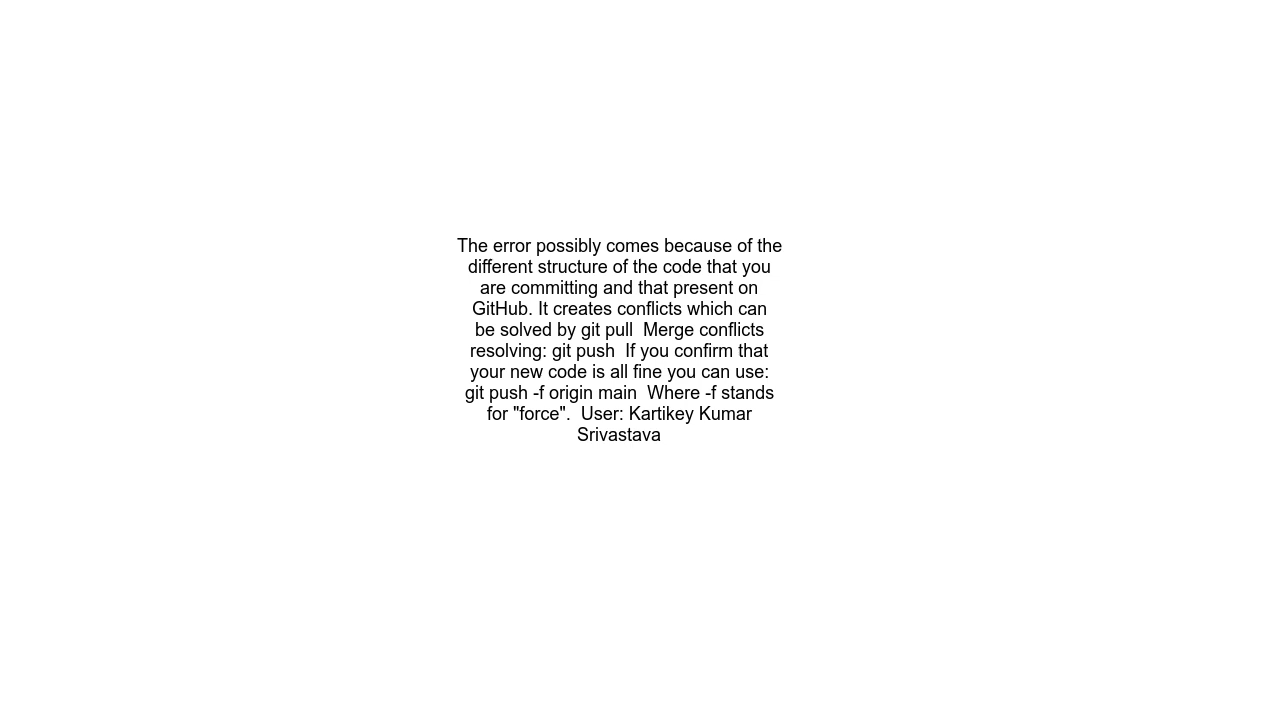 The error possibly comes because of the
different structure of the code that you
are committing and that present on
GitHub. It creates conflicts which can
be solved by git pull  Merge conflicts
resolving: git push  If you confirm that
your new code is all fine you can use:
git push -f origin main  Where -f stands
for "force".  User: Kartikey Kumar
Srivastava